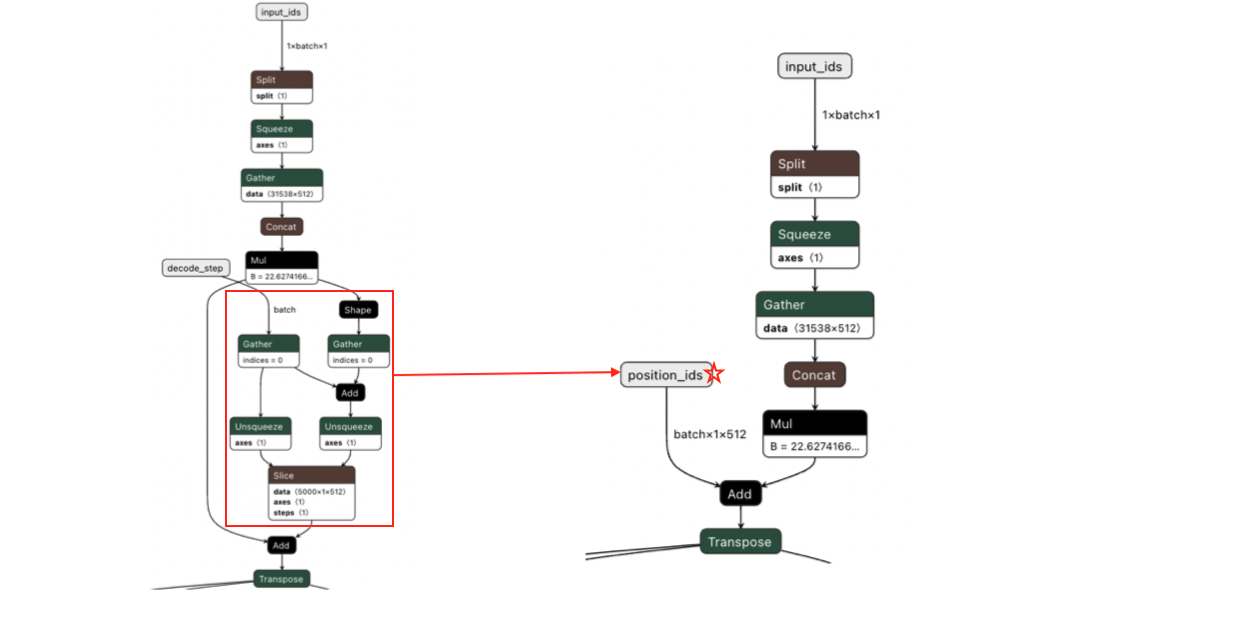 input_ids
1×batch×1
Split
split ⟨1⟩
Squeeze
axes ⟨1⟩
Gather
data ⟨31538×512⟩
Concat
decode_step
Mul
B = 22.6274166...
batch
Shape
Gather
indices = 0
Gather
indices = 0
Add
Unsqueeze
axes ⟨1⟩
Unsqueeze
axes ⟨1⟩
Slice
data ⟨5000×1×512⟩
axes ⟨1⟩
steps ⟨1⟩
Add
Transpose
input_ids
1×batch×1
Split
split ⟨1⟩
Squeeze
axes ⟨1⟩
Gather
data ⟨31538×512⟩
position_ids
Concat
batch×1×512
Mul
B = 22.6274166...
Add
Transpose